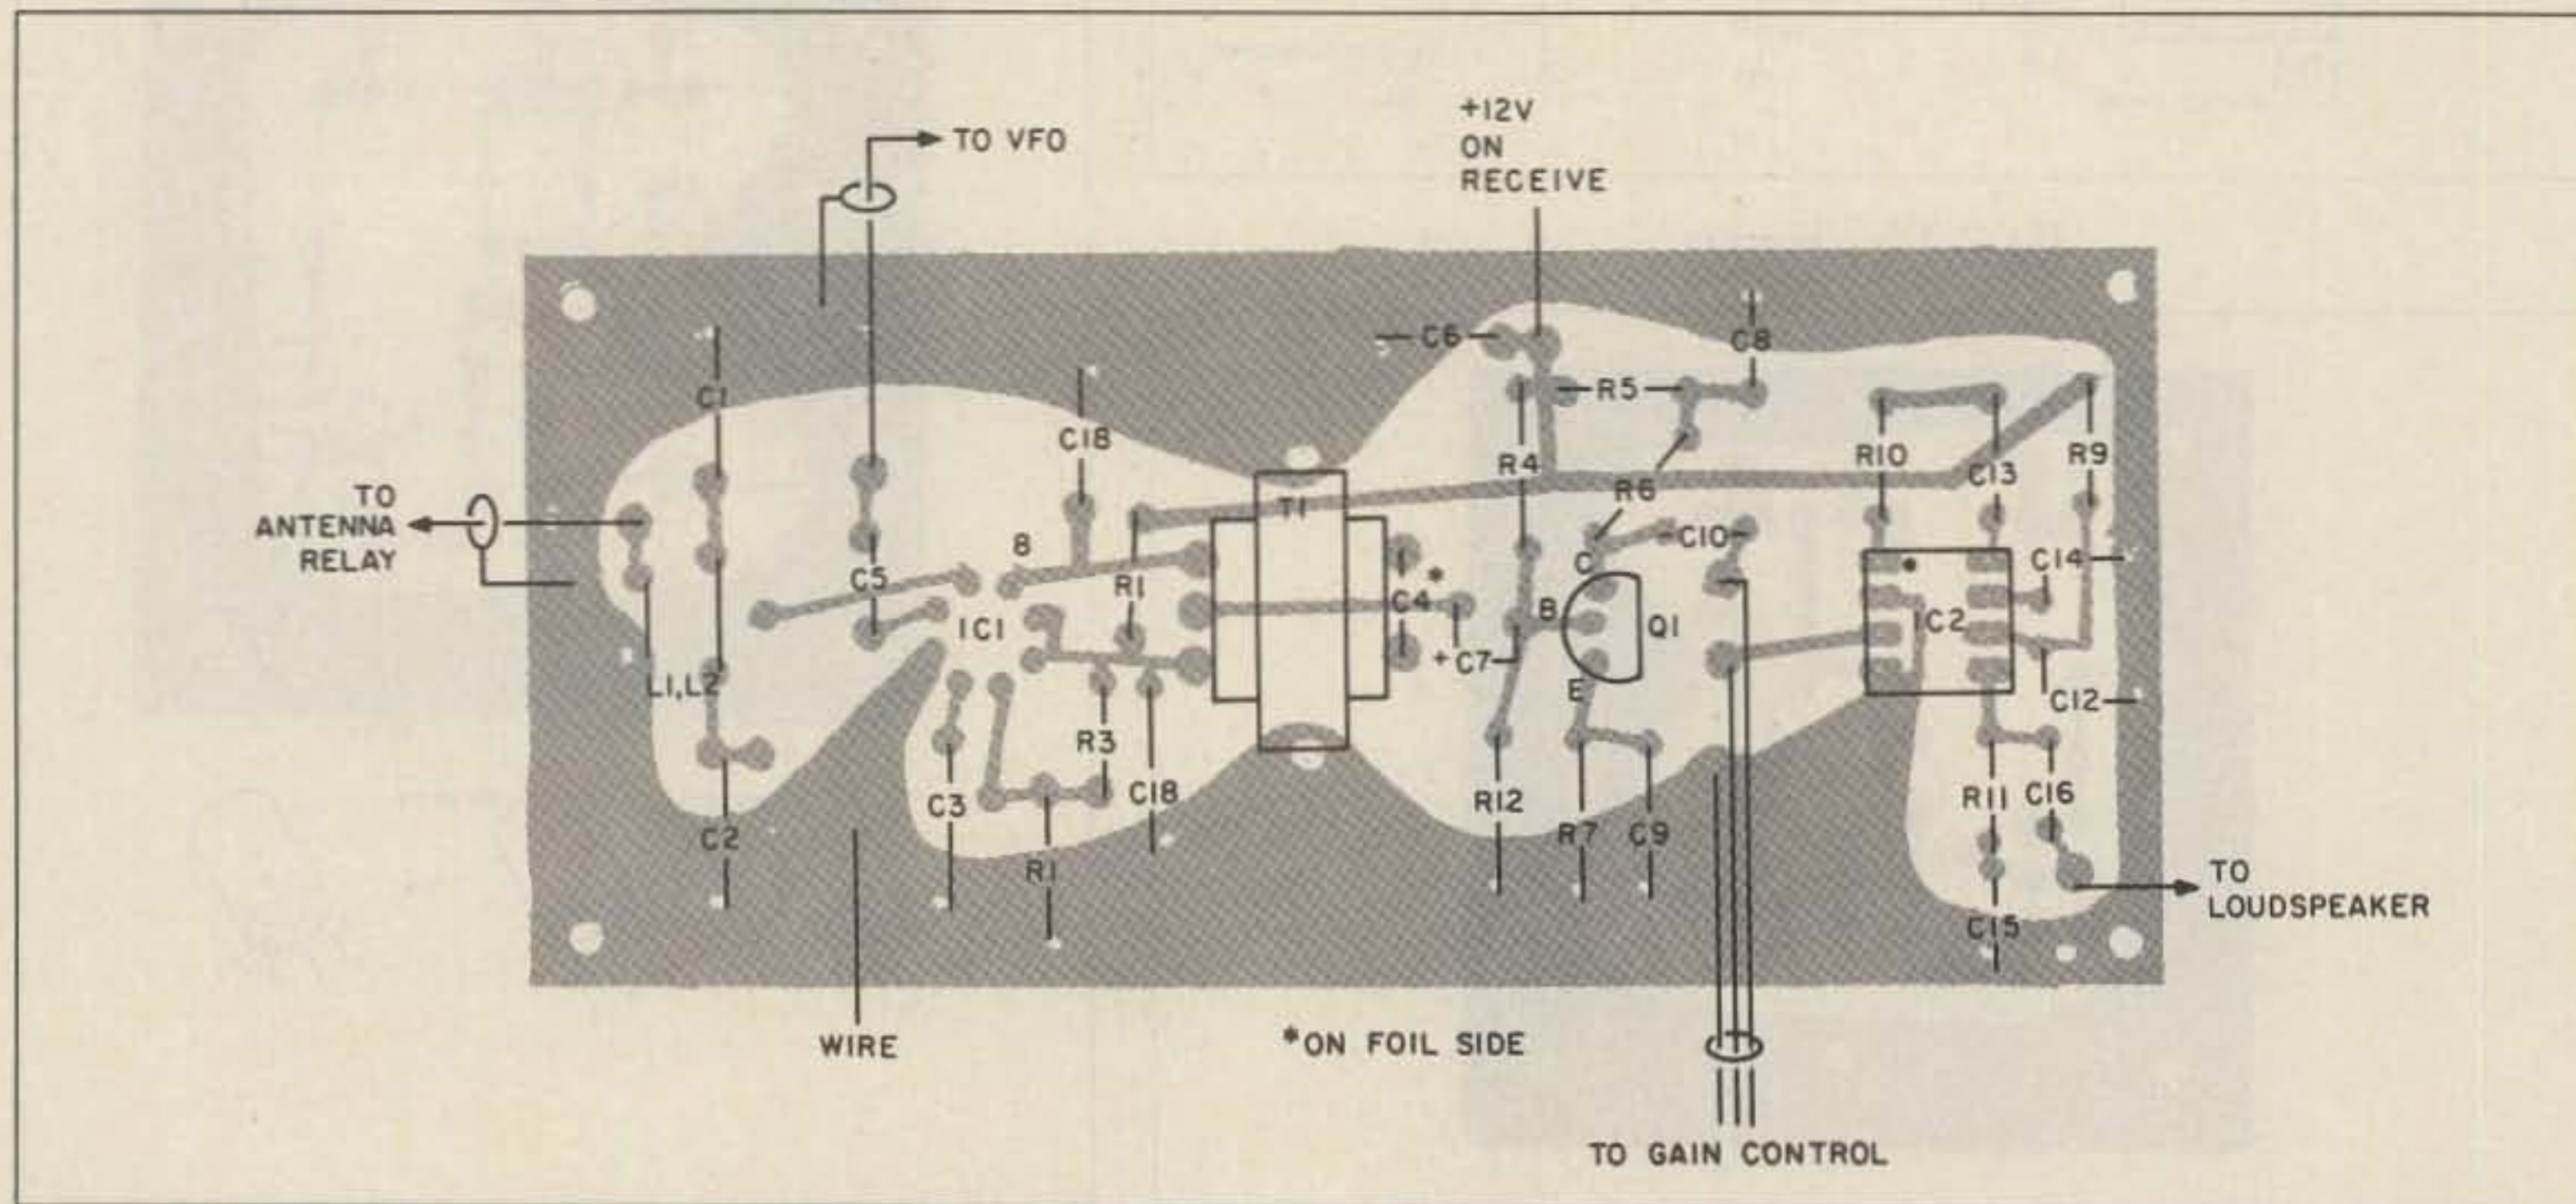 +12V
ON
RECEIVE
TO VFO
C6
C8
C1
R5
C18
R4
R10
R9
C13
R6
TO
ANTENNA
RELAY
T1
C10
8
C
C14
C5
R1
*
C4
B
IC1
Q1
IC2
+C7
E
L1,L2
C12
R3
C3
C18
R12
R11
C16
C2
R7
C9
R1
TO
LOUDSPEAKER
C15
WIRE
*ON FOIL SIDE
TO GAIN CONTROL